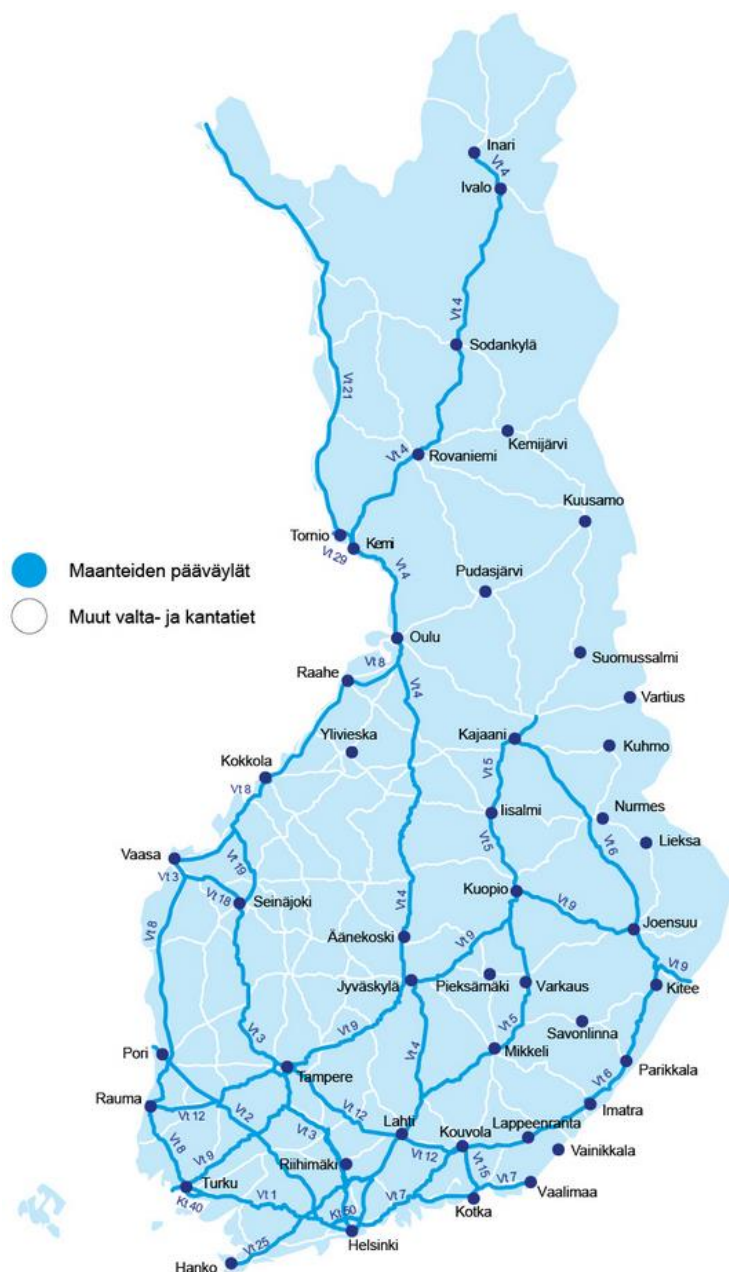 Inari
Vt 4
Ivalo
Vt 4
Sodankylä
Vt 21
Kemijärvi
Vt 4
Rovaniemi
Kuusamo
Tornio
Vt 29
Kemi
Maanteiden pääväylät
Vt 4
Pudasjärvi
Muut valta- ja kantatiet
Oulu
Vt 8
Suomussalmi
Raahe
Vt 4
Vartius
Ylivieska
Kajaani
Kuhmo
Kokkola
Vt 5
Vt 8
Iisalmi
Nurmes
Vt 6
Lieksa
Vt 5
Vaasa
Vt 19
Vt 3
Vt 18
Seinäjoki
Kuopio
Vt 4
Vt 9
Vt 8
Äänekoski
Vt 9
Joensuu
Vt 9
Jyväskylä
Pieksämäki
Varkaus
Kitee
Savonlinna
Vt 5
Vt 3
Vt 9
Vt 4
Mikkeli
Pori
Tampere
Parikkala
Vt 6
Rauma
Vt 12
Vt 2
Vt 12
Imatra
Vt 3
Lahti
Kouvola
Lappeenranta
Vt 8
Vt 9
Vt 12
Vainikkala
Riihimäki
Vt 15
Turku
Vt 7
Kt 40
Vt 1
Vt 7
Vaalimaa
Kt 50
Kotka
Helsinki
Vt 25
Hanko